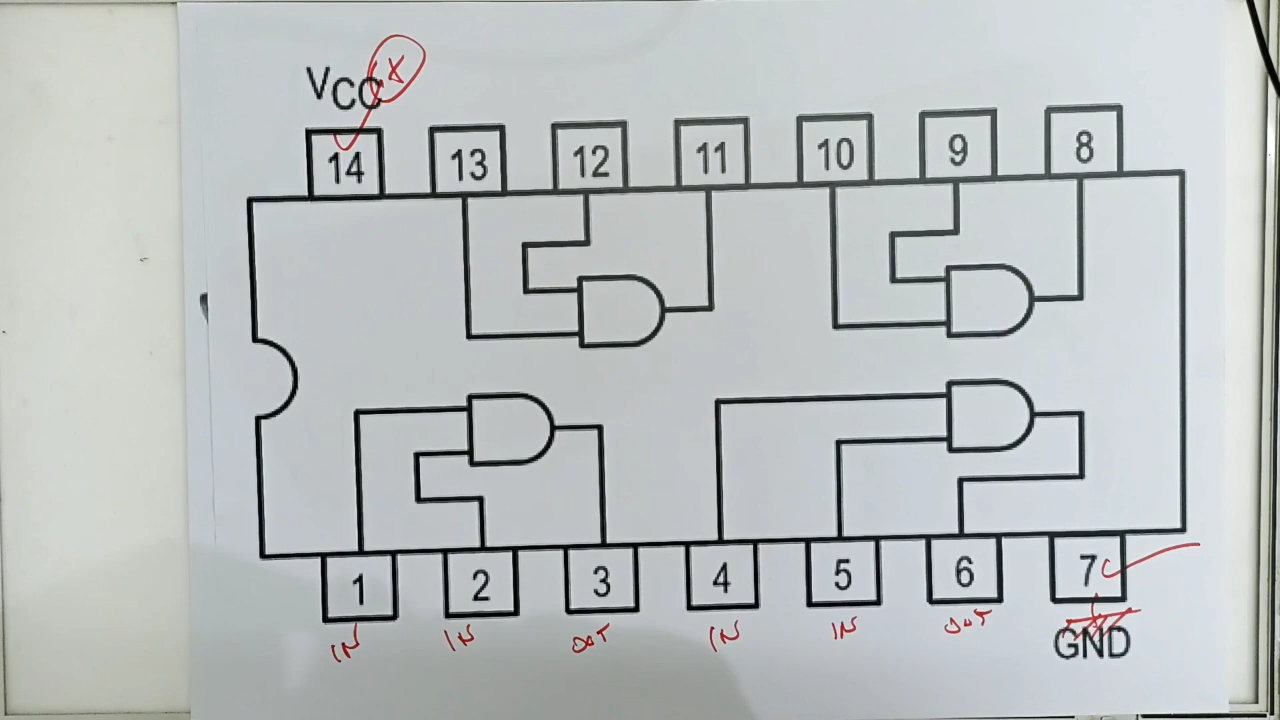 VCC X
14 13 12 11 10 9 8
1 2 3 4 5 6 7
IN IN OUT IN IN OUT GND